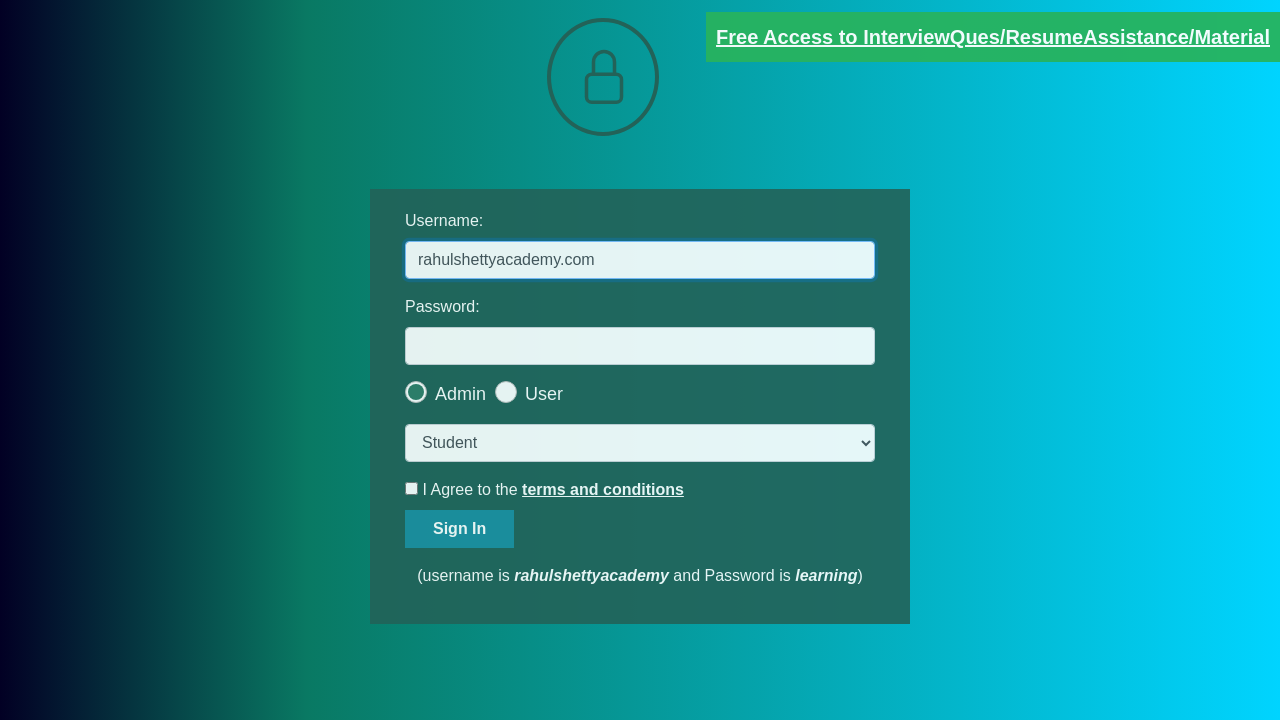 Free Access to InterviewQues/ResumeAssistance/Material
Username:
rahulshettyacademy.com
Password:
Admin User
Student
I Agree to the terms and conditions
Sign In
(username is rahulshettyacademy and Password is learning)